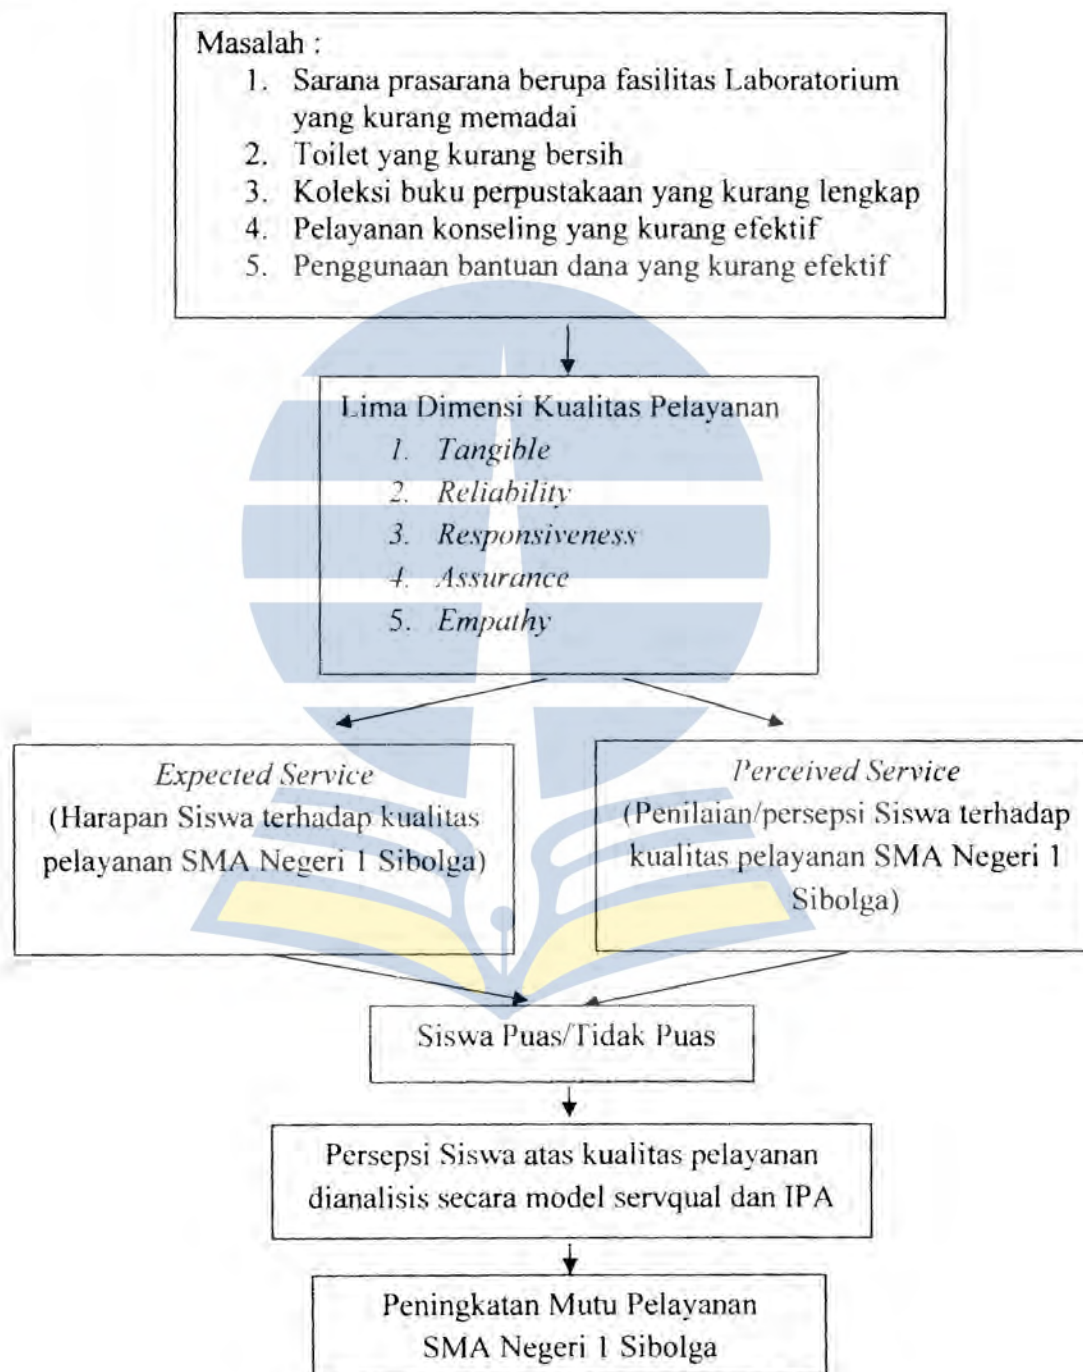 Masalah :
1. Sarana prasarana berupa fasilitas Laboratorium
yang kurang memadai
2. Toilet yang kurang bersih
3. Koleksi buku perpustakaan yang kurang lengkap
4. Pelayanan konseling yang kurang efektif
5. Penggunaan bantuan dana yang kurang efektif
Lima Dimensi Kualitas Pelayanan
1. Tangible
2. Reliability
3. Responsiveness
4. Assurance
5. Empathy
Expected Service
(Harapan Siswa terhadap kualitas
pelayanan SMA Negeri 1 Sibolga)
Perceived Service
(Penilaian/persepsi Siswa terhadap
kualitas pelayanan SMA Negeri 1
Sibolga)
Siswa Puas/Tidak Puas
Persepsi Siswa atas kualitas pelayanan
dianalisis secara model servqual dan IPA
Peningkatan Mutu Pelayanan
SMA Negeri 1 Sibolga